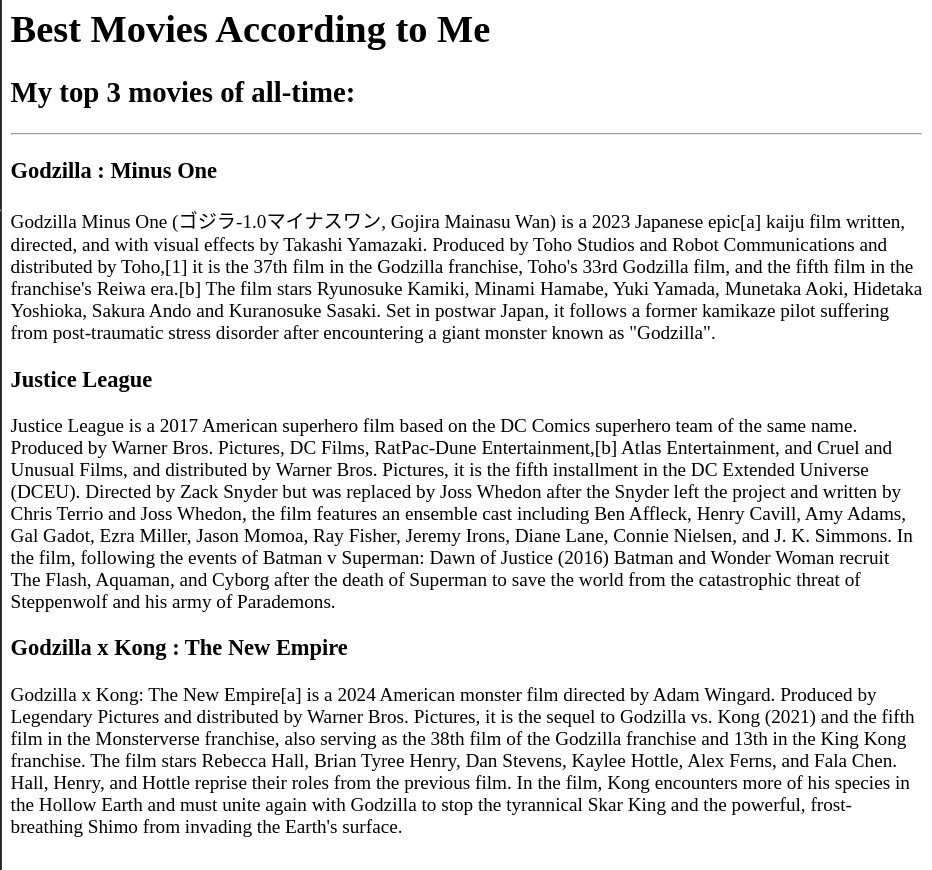 Best Movies According to Me
My top 3 movies of all-time:
Godzilla : Minus One
Godzilla Minus One (ゴジラ-1.0マイナスワン, Gojira Mainasu Wan) is a 2023 Japanese epic[a] kaiju film written,
directed, and with visual effects by Takashi Yamazaki. Produced by Toho Studios and Robot Communications and
distributed by Toho,[1] it is the 37th film in the Godzilla franchise, Toho's 33rd Godzilla film, and the fifth film in the
franchise's Reiwa era.[b] The film stars Ryunosuke Kamiki, Minami Hamabe, Yuki Yamada, Munetaka Aoki, Hidetaka
Yoshioka, Sakura Ando and Kuranosuke Sasaki. Set in postwar Japan, it follows a former kamikaze pilot suffering
from post-traumatic stress disorder after encountering a giant monster known as "Godzilla".
Justice League
Justice League is a 2017 American superhero film based on the DC Comics superhero team of the same name.
Produced by Warner Bros. Pictures, DC Films, RatPac-Dune Entertainment,[b] Atlas Entertainment, and Cruel and
Unusual Films, and distributed by Warner Bros. Pictures, it is the fifth installment in the DC Extended Universe
(DCEU). Directed by Zack Snyder but was replaced by Joss Whedon after the Snyder left the project and written by
Chris Terrio and Joss Whedon, the film features an ensemble cast including Ben Affleck, Henry Cavill, Amy Adams,
Gal Gadot, Ezra Miller, Jason Momoa, Ray Fisher, Jeremy Irons, Diane Lane, Connie Nielsen, and J. K. Simmons. In
the film, following the events of Batman v Superman: Dawn of Justice (2016) Batman and Wonder Woman recruit
The Flash, Aquaman, and Cyborg after the death of Superman to save the world from the catastrophic threat of
Steppenwolf and his army of Parademons.
Godzilla x Kong : The New Empire
Godzilla x Kong: The New Empire[a] is a 2024 American monster film directed by Adam Wingard. Produced by
Legendary Pictures and distributed by Warner Bros. Pictures, it is the sequel to Godzilla vs. Kong (2021) and the fifth
film in the Monsterverse franchise, also serving as the 38th film of the Godzilla franchise and 13th in the King Kong
franchise. The film stars Rebecca Hall, Brian Tyree Henry, Dan Stevens, Kaylee Hottle, Alex Ferns, and Fala Chen.
Hall, Henry, and Hottle reprise their roles from the previous film. In the film, Kong encounters more of his species in
the Hollow Earth and must unite again with Godzilla to stop the tyrannical Skar King and the powerful, frost-
breathing Shimo from invading the Earth's surface.